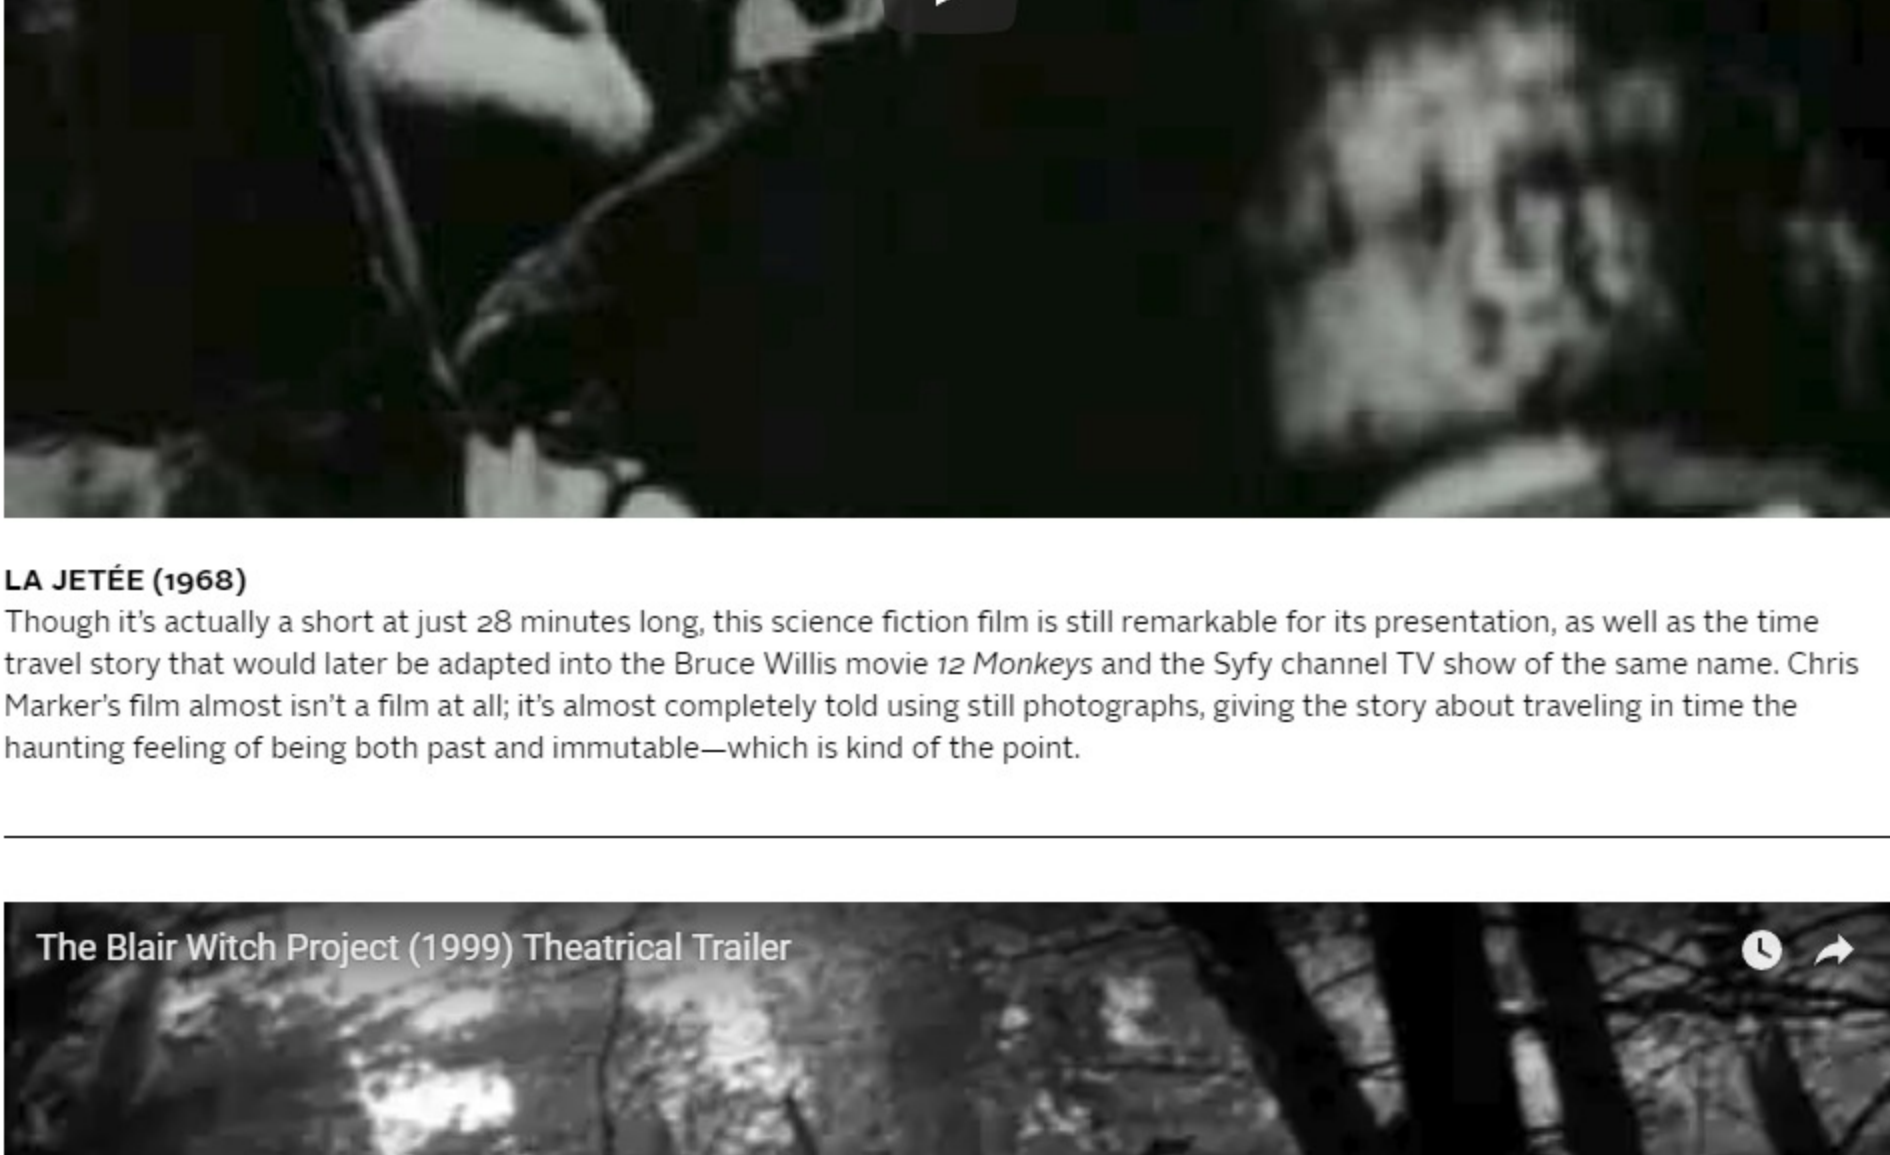 LA JETÉE (1968)
Though it's actually a short at just 28 minutes long, this science fiction film is still remarkable for its presentation, as well as the time
travel story that would later be adapted into the Bruce Willis movie 12 Monkeys and the Syfy channel TV show of the same name. Chris
Marker's film almost isn't a film at all; it's almost completely told using still photographs, giving the story about traveling in time the
haunting feeling of being both past and immutable—which is kind of the point.
The Blair Witch Project (1999) Theatrical Trailer